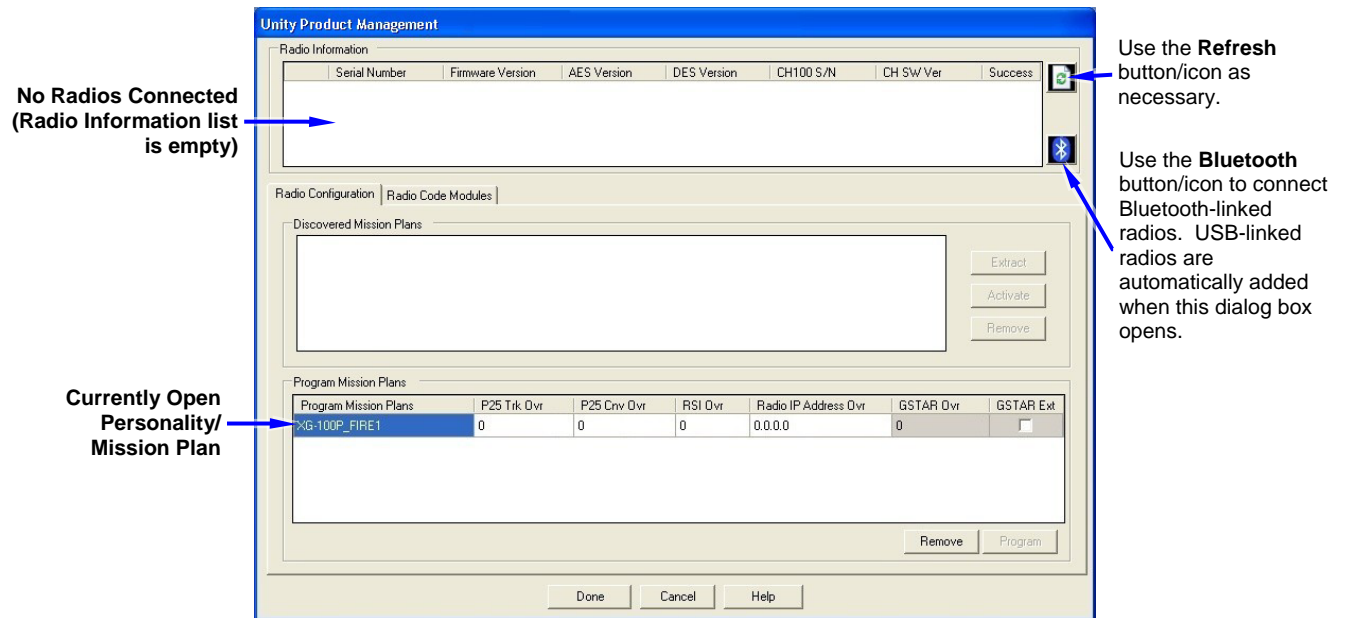 Unity Product Management
Radio Information
Serial Number Firmware Version AES Version DES Version CH100 S/N CH SW Ver Success
No Radios Connected
(Radio Information list
is empty)
Use the Refresh
button/icon as
necessary.
Use the Bluetooth
button/icon to connect
Bluetooth-linked
radios.  USB-linked
radios are
automatically added
when this dialog box
opens.
Radio Configuration Radio Code Modules
Discovered Mission Plans
Extract
Activate
Remove
Currently Open
Personality/
Mission Plan
Program Mission Plans
Program Mission Plans P25 Trk Ovr P25 Cnv Ovr RSI Ovr Radio IP Address Ovr GSTAR Ovr GSTAR Ext
XG-100P_FIRE1 0 0 0 0.0.0.0 0
Remove Program
Done Cancel Help